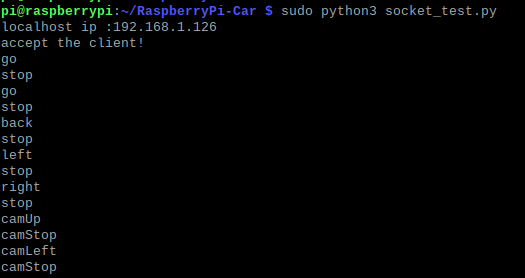 pi@raspberrypi:~/RaspberryPi-Car $ sudo python3 socket_test.py
localhost ip :192.168.1.126
accept the client!
go
stop
go
stop
back
stop
left
stop
right
stop
camUp
camStop
camLeft
camStop